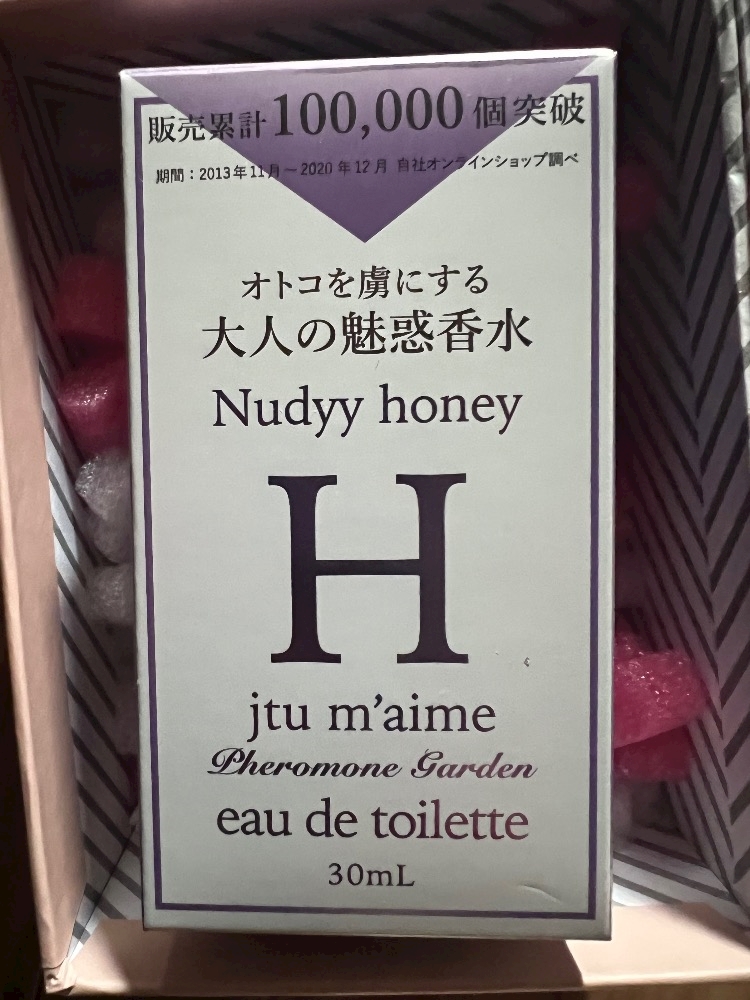 販売累計100,000個突破
期間：2013年11月～2020年12月 自社オンラインショップ調べ
オトコを虜にする
大人の魅惑香水
Nudyy honey
H
jtu m'aime
Pheromone Garden
eau de toilette
30mL